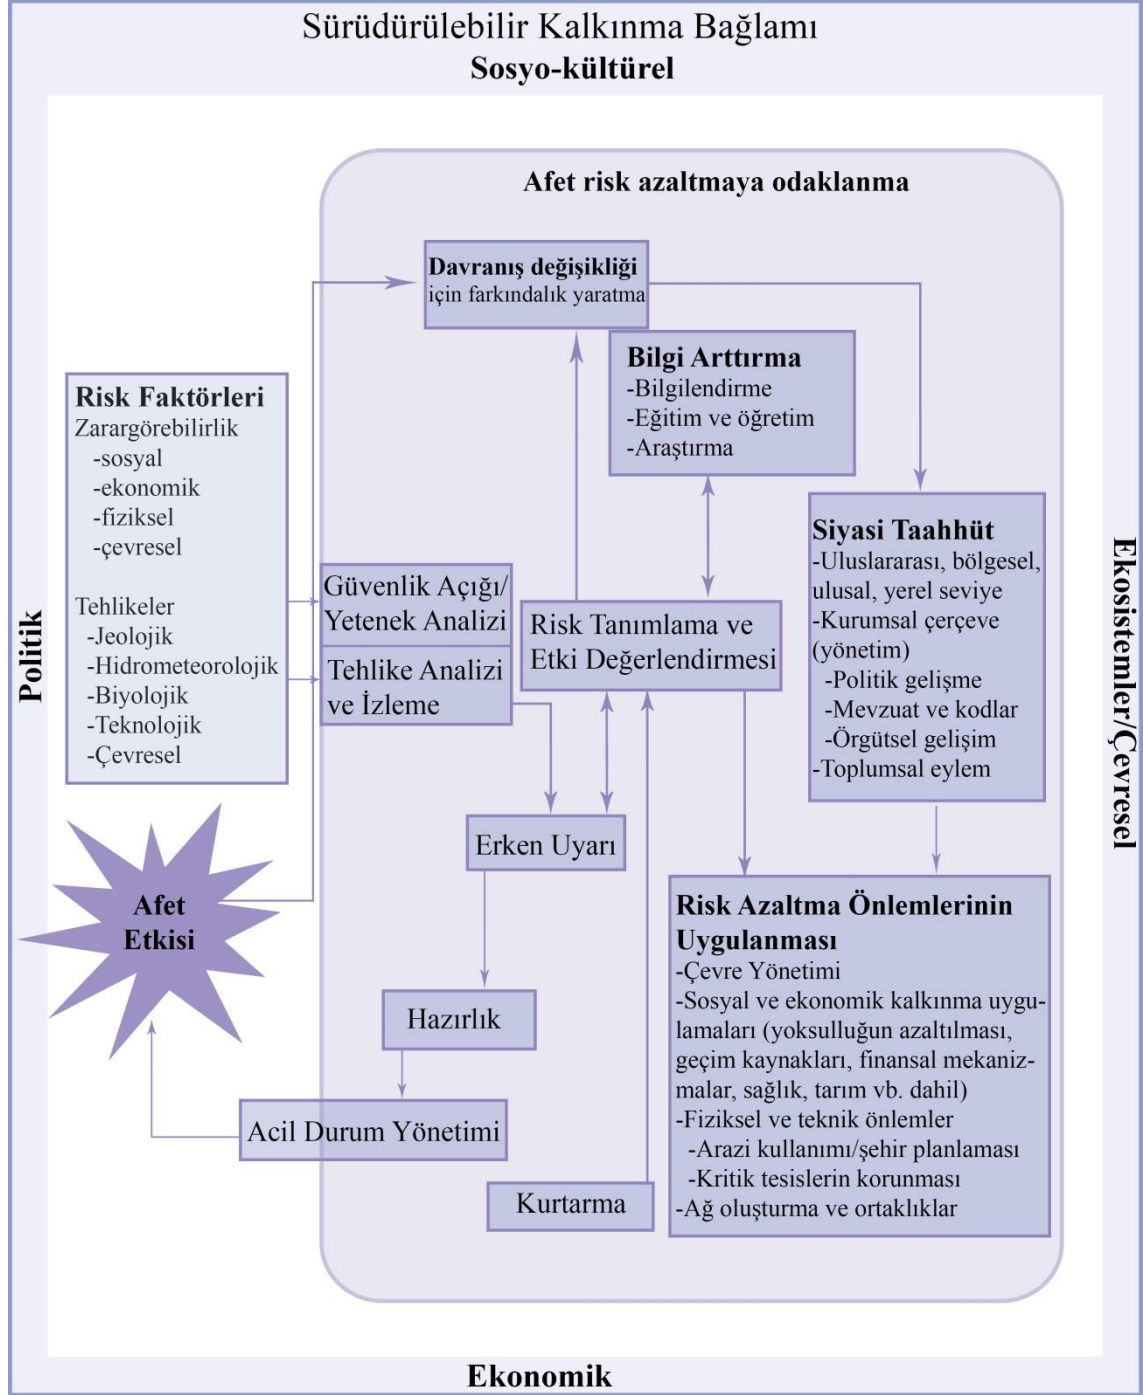 Sürüdürülebilir Kalkınma Bağlamı
Sosyo-kültürel
Afet risk azaltmaya odaklanma
Davranış değişikliği
için farkındalık yaratma
Bilgi Arttırma
-Bilgilendirme
-Eğitim ve öğretim
-Araştırma
Risk Faktörleri
Zarargörebilirlik
-sosyal
-ekonomik
-fiziksel
-çevresel
Tehlikeler
-Jeolojik
-Hidrometeorolojik
-Biyolojik
-Teknolojik
-Çevresel
Politik
Güvenlik Açığı/
Yetenek Analizi
Tehlike Analizi
ve İzleme
Risk Tanımlama ve
Etki Değerlendirmesi
Siyasi Taahhüt
-Uluslararası, bölgesel,
ulusal, yerel seviye
-Kurumsal çerçeve
(yönetim)
-Politik gelişme
-Mevzuat ve kodlar
-Örgütsel gelişim
-Toplumsal eylem
Ekosistemler/Çevresel
Erken Uyarı
Afet
Etkisi
Hazırlık
Acil Durum Yönetimi
Kurtarma
Risk Azaltma Önlemlerinin
Uygulanması
-Çevre Yönetimi
-Sosyal ve ekonomik kalkınma uygu-
lamaları (yoksulluğun azaltılması,
geçim kaynakları, finansal mekaniz-
malar, sağlık, tarım vb. dahil)
-Fiziksel ve teknik önlemler
-Arazi kullanımı/şehir planlaması
-Kritik tesislerin korunması
-Ağ oluşturma ve ortaklıklar
Ekonomik